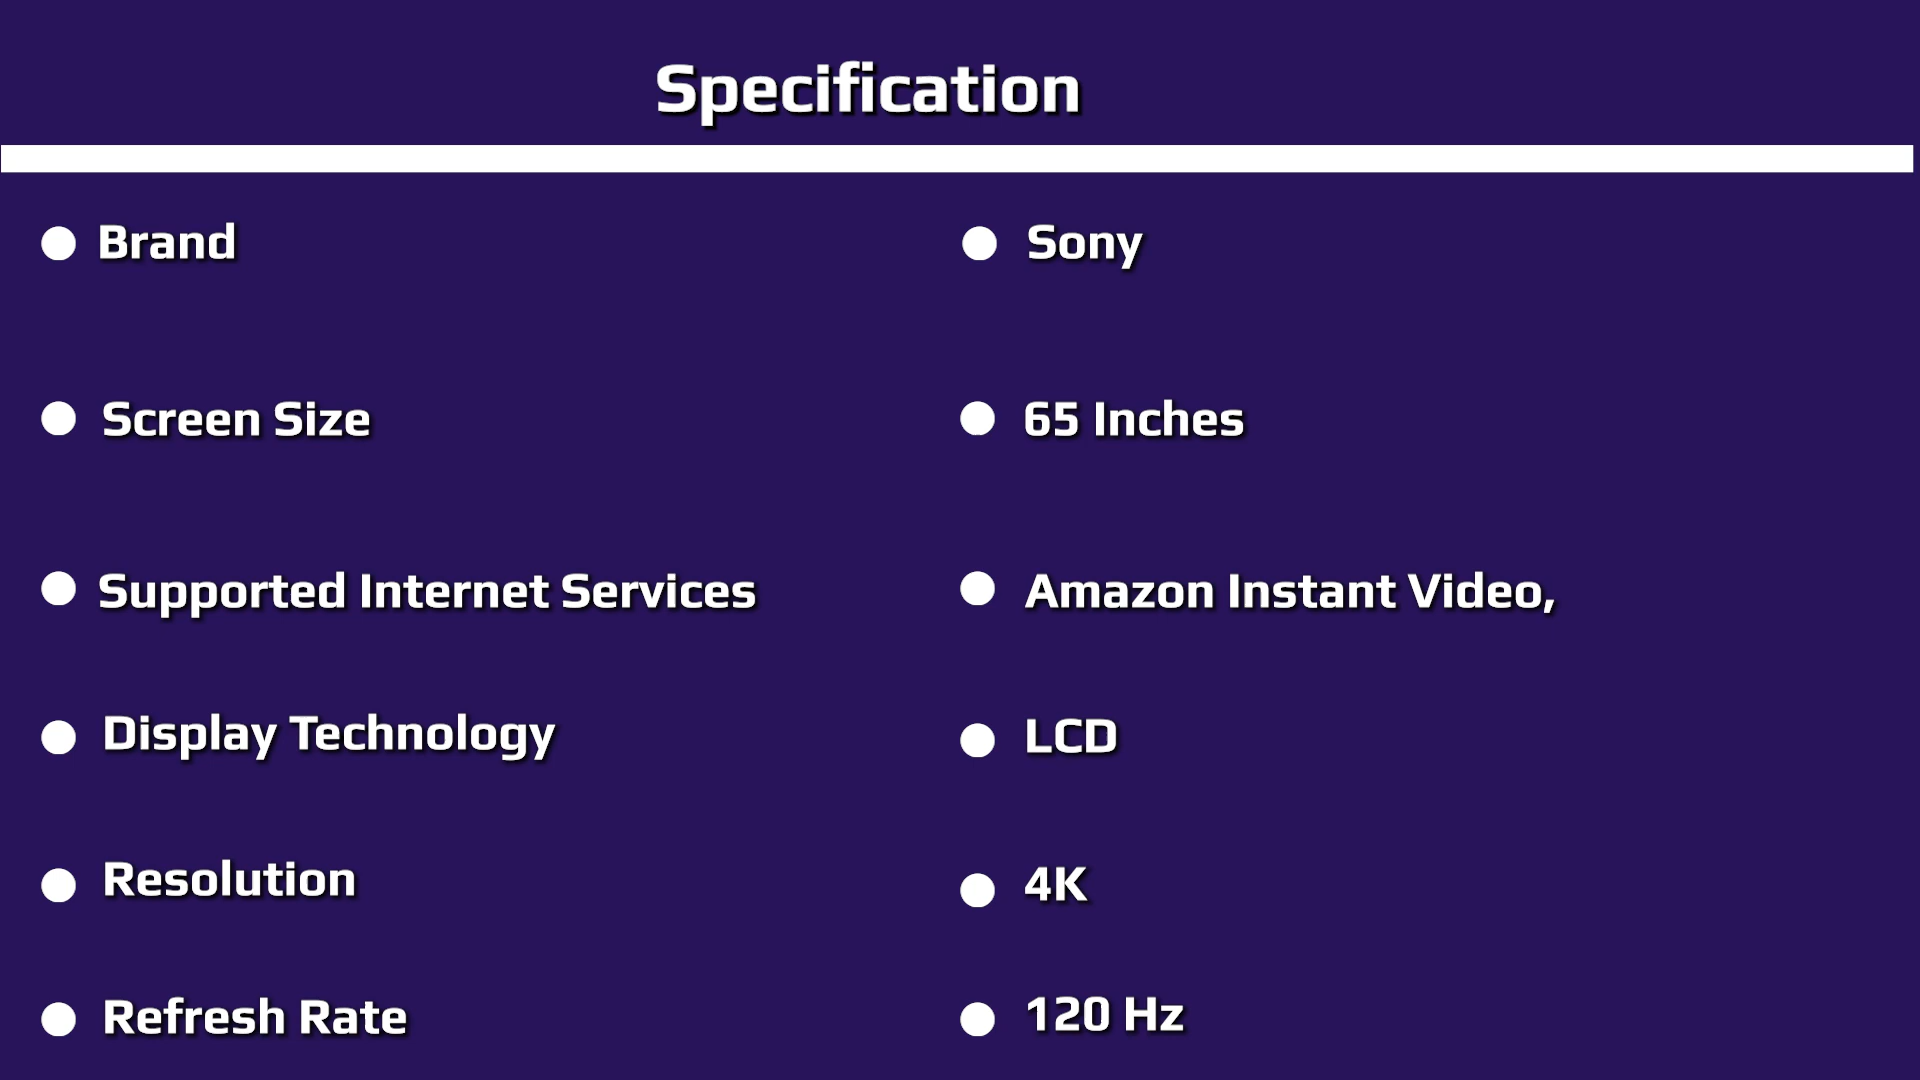 Specification
Brand
Sony
Screen Size
65 Inches
Supported Internet Services
Amazon Instant Video,
Display Technology
LCD
Resolution
4K
Refresh Rate
120 Hz